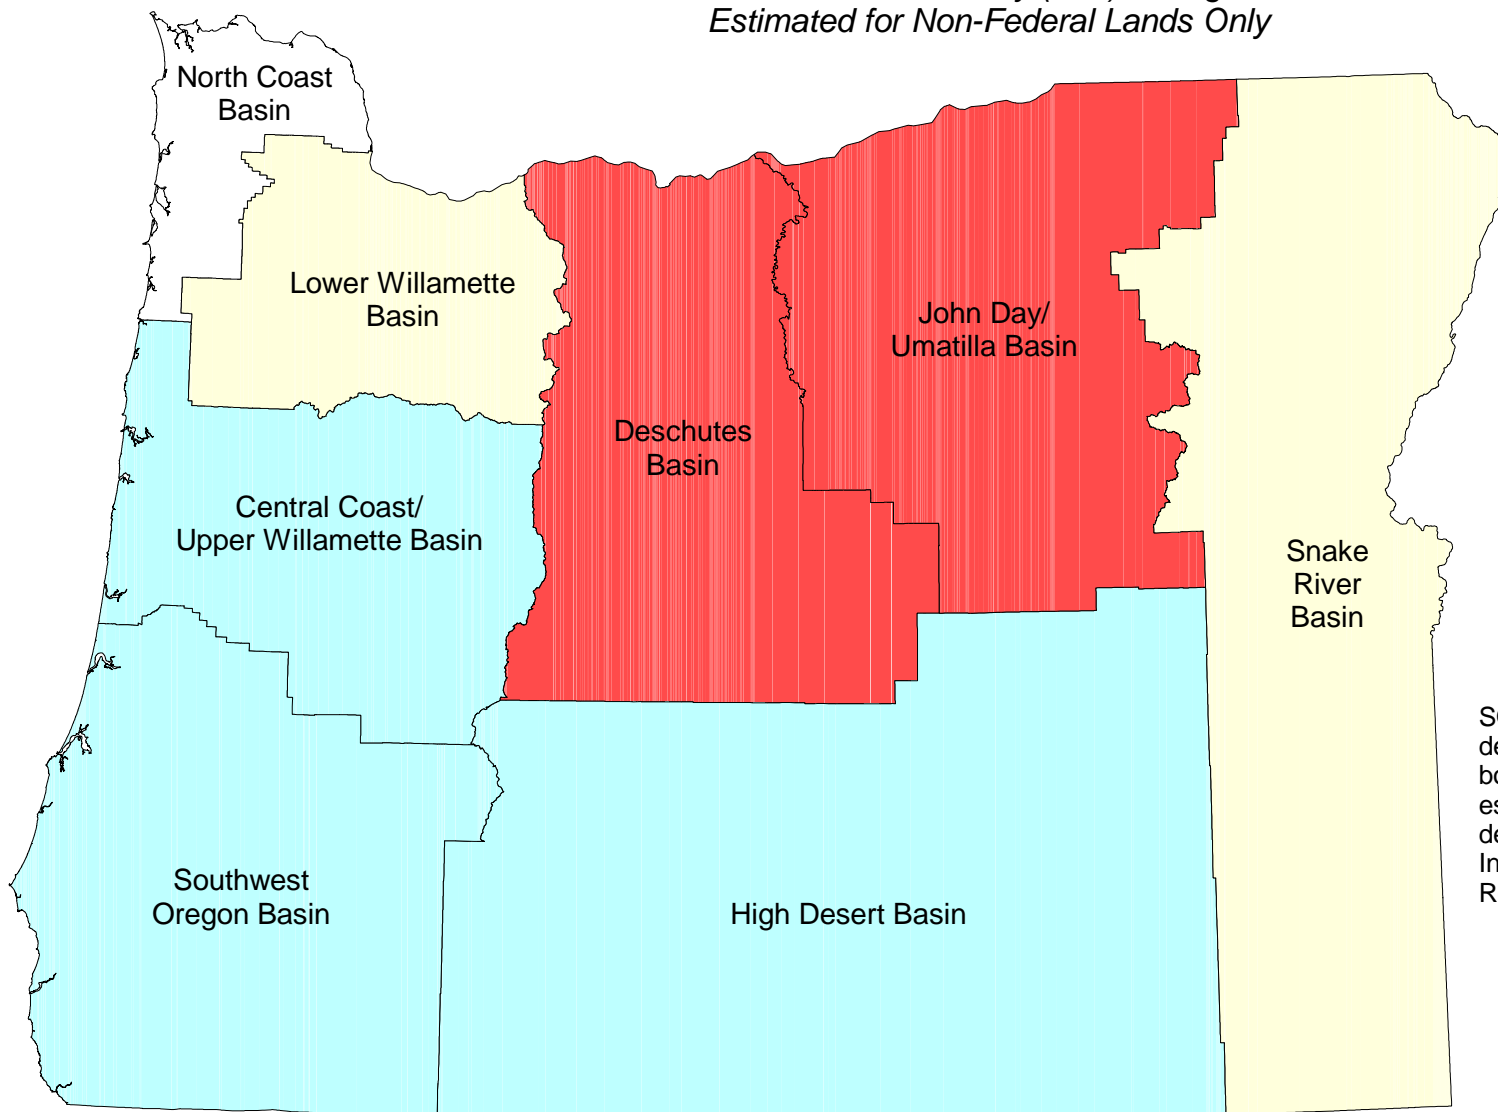 Estimated for Non-Federal Lands Only
North Coast
Basin
Lower Willamette
Basin
John Day/
Umatilla Basin
Deschutes
Basin
Central Coast/
Upper Willamette Basin
Snake
River
Basin
Southwest
Oregon Basin
High Desert Basin